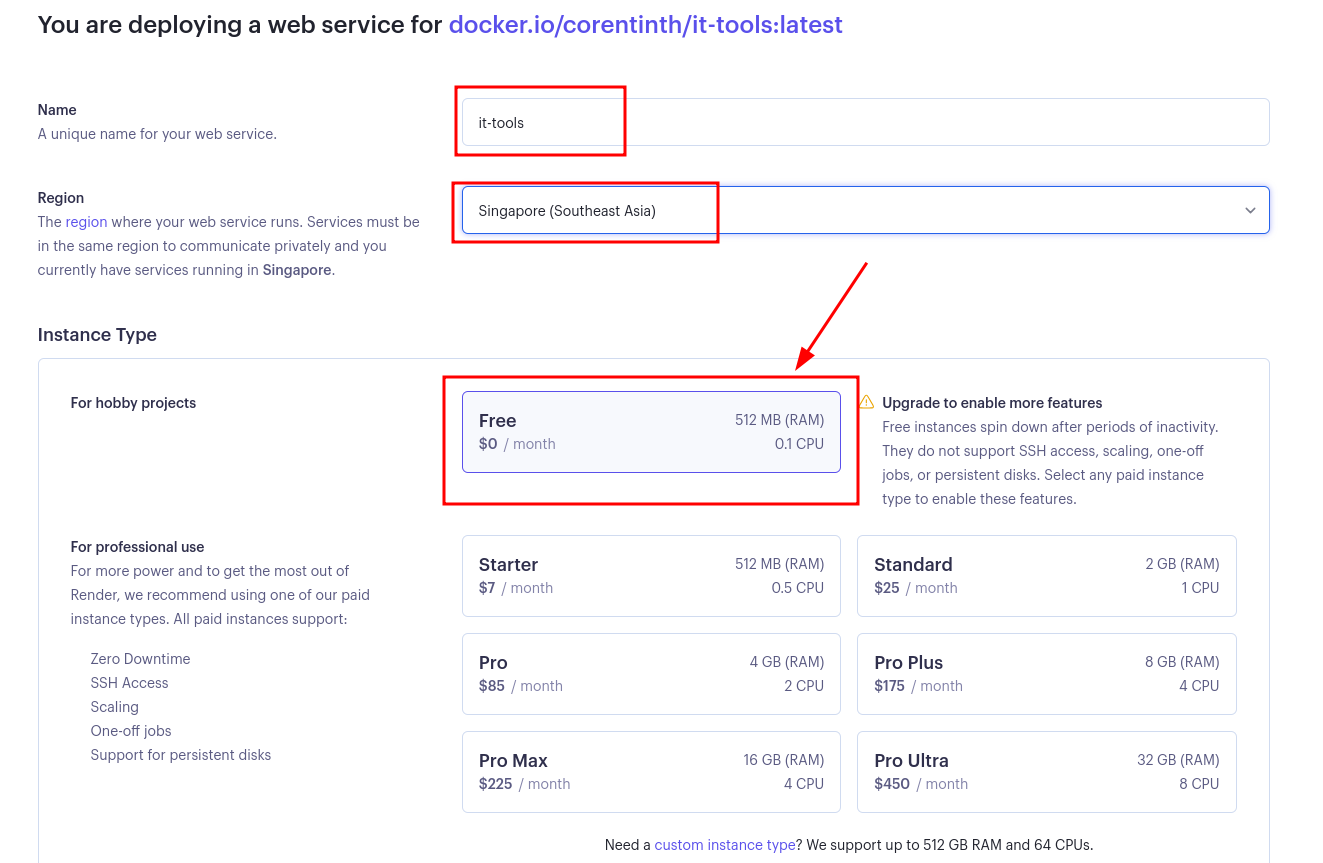 You are deploying a web service for docker.io/corentinth/it-tools:latest
Name
A unique name for your web service.
it-tools
Region
The region where your web service runs. Services must be
in the same region to communicate privately and you
currently have services running in Singapore.
Singapore (Southeast Asia)
Instance Type
For hobby projects
Free
512 MB (RAM)
$0 / month
0.1 CPU
Upgrade to enable more features
Free instances spin down after periods of inactivity.
They do not support SSH access, scaling, one-off
jobs, or persistent disks. Select any paid instance
type to enable these features.
For professional use
For more power and to get the most out of
Render, we recommend using one of our paid
instance types. All paid instances support:
Zero Downtime
SSH Access
Scaling
One-off jobs
Support for persistent disks
Starter
512 MB (RAM)
$7 / month
0.5 CPU
Standard
2 GB (RAM)
$25 / month
1 CPU
Pro
4 GB (RAM)
$85 / month
2 CPU
Pro Plus
8 GB (RAM)
$175 / month
4 CPU
Pro Max
16 GB (RAM)
$225 / month
4 CPU
Pro Ultra
32 GB (RAM)
$450 / month
8 CPU
Need a custom instance type? We support up to 512 GB RAM and 64 CPUs.